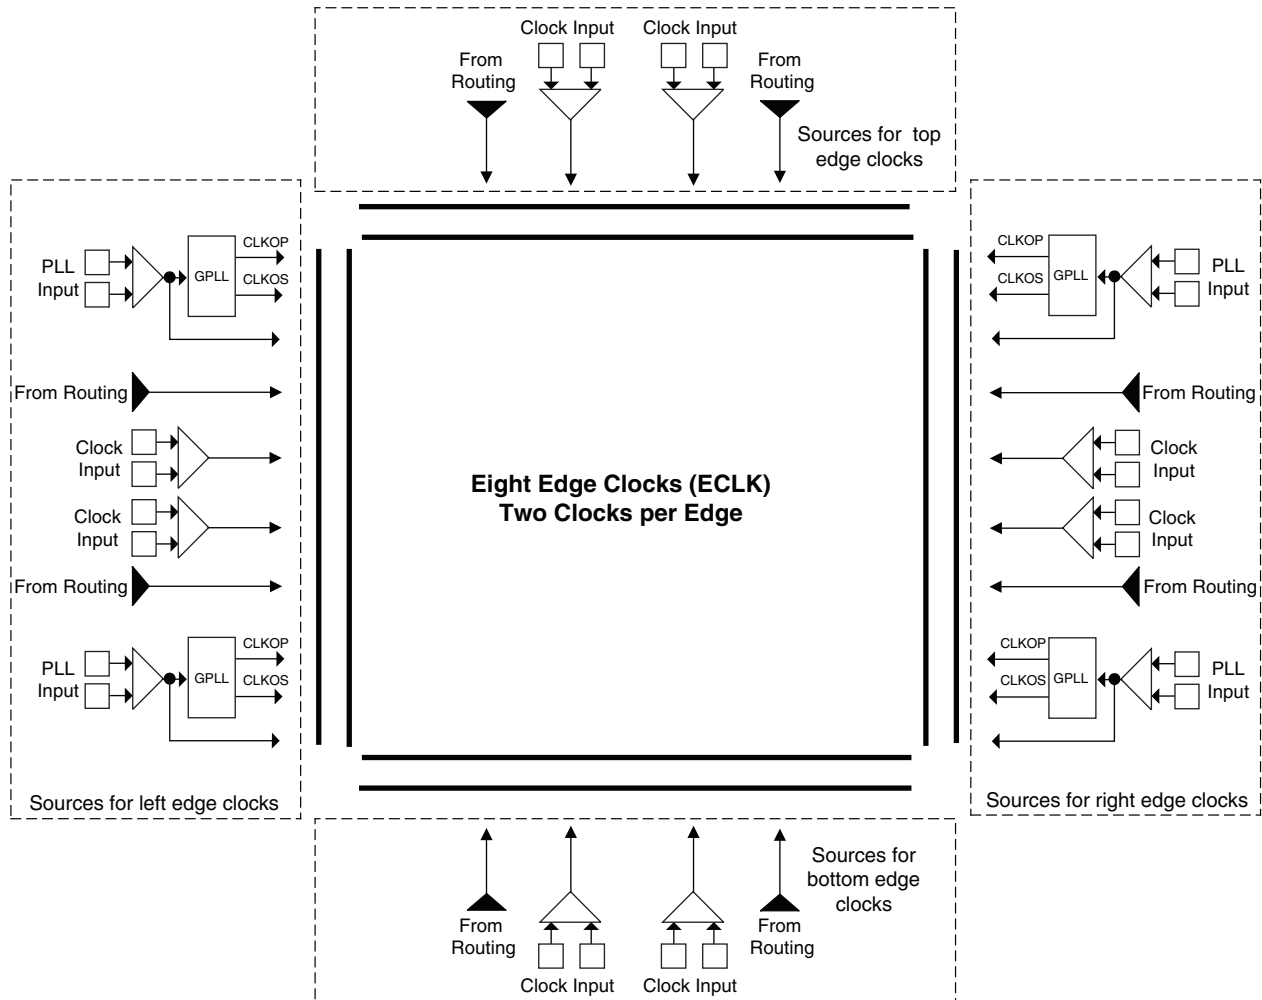 Clock Input
Clock Input
From
Routing
From
Routing
Sources for top
edge clocks
PLL
Input
GPLL
CLKOP
CLKOS
From Routing
Clock
Input
Clock
Input
From Routing
PLL
Input
GPLL
CLKOP
CLKOS
Sources for left edge clocks
Eight Edge Clocks (ECLK)
Two Clocks per Edge
CLKOP
CLKOS
GPLL
PLL
Input
From Routing
Clock
Input
Clock
Input
From Routing
CLKOP
CLKOS
GPLL
PLL
Input
Sources for right edge clocks
From
Routing
Clock Input
Clock Input
From
Routing
Sources for
bottom edge
clocks